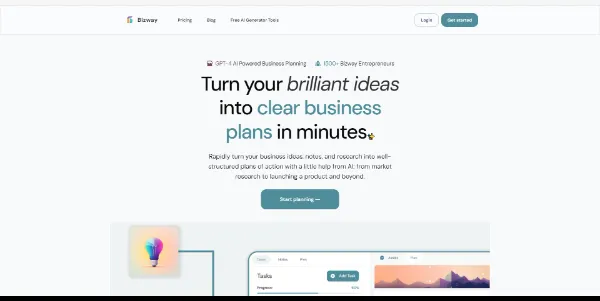 Bizway
Pricing
Blog
Free AI Generator Tools
Login
Get started
GPT-4 AI Powered Business Planning
1500+ Bizway Entrepreneurs
Turn your brilliant ideas
into clear business
plans in minutes.
Rapidly turn your business ideas, notes, and research into well-
structured plans of action with a little help from AI: from market
research to launching a product and beyond.
Start planning →
Tasks
Add Task
Progress